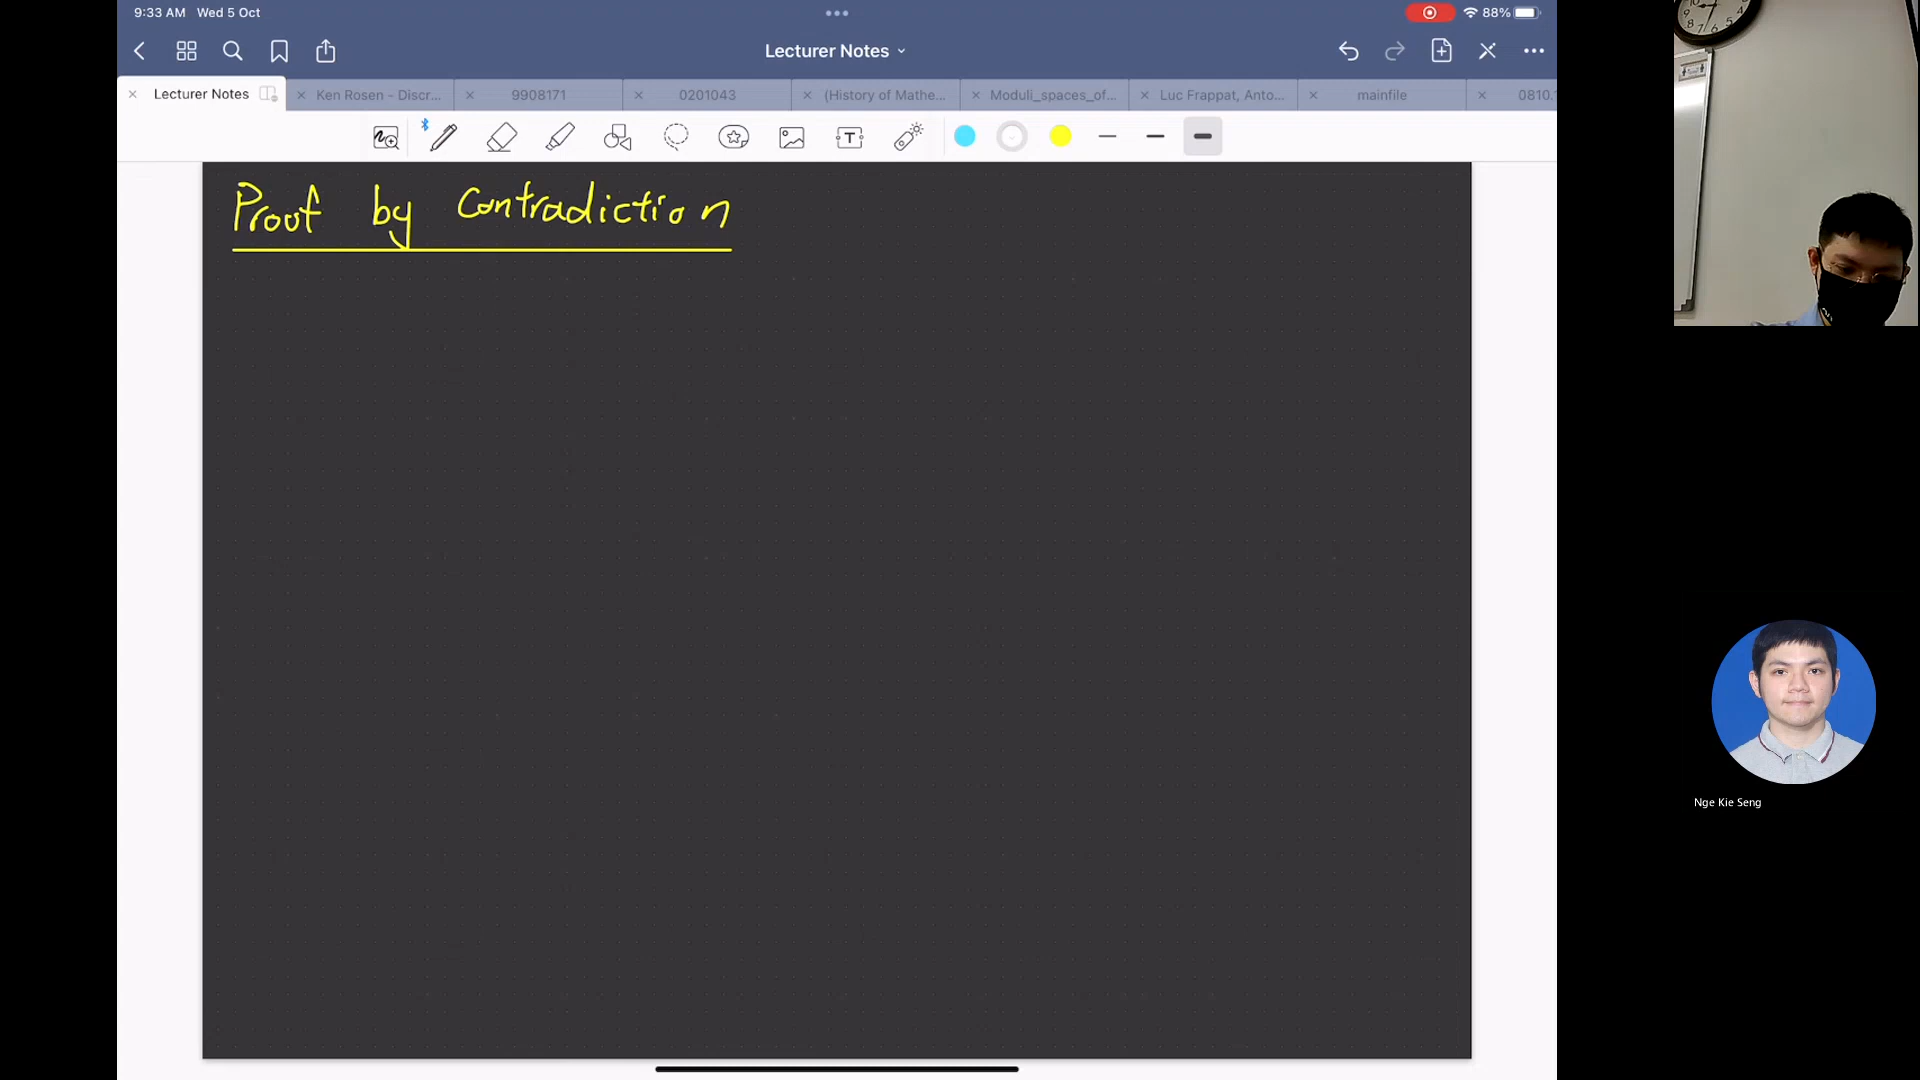 9:33 AM Wed 5 Oct
88%
Lecturer Notes
Lecturer Notes
Ken Rosen - Discr...
9908171
0201043
(History of Mathe...
Moduli_spaces_of...
Luc Frappat, Anto...
mainfile
0810.
T
Proof by Contradiction
Nge Kie Seng